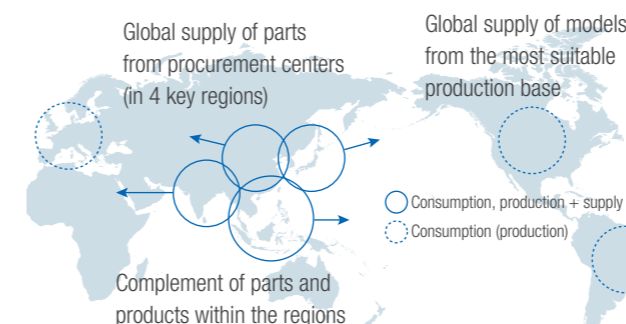 Global supply of parts
from procurement centers
(in 4 key regions)
Global supply of models
from the most suitable
production base
Consumption, production + supply
Consumption (production)
Complement of parts and
products within the regions